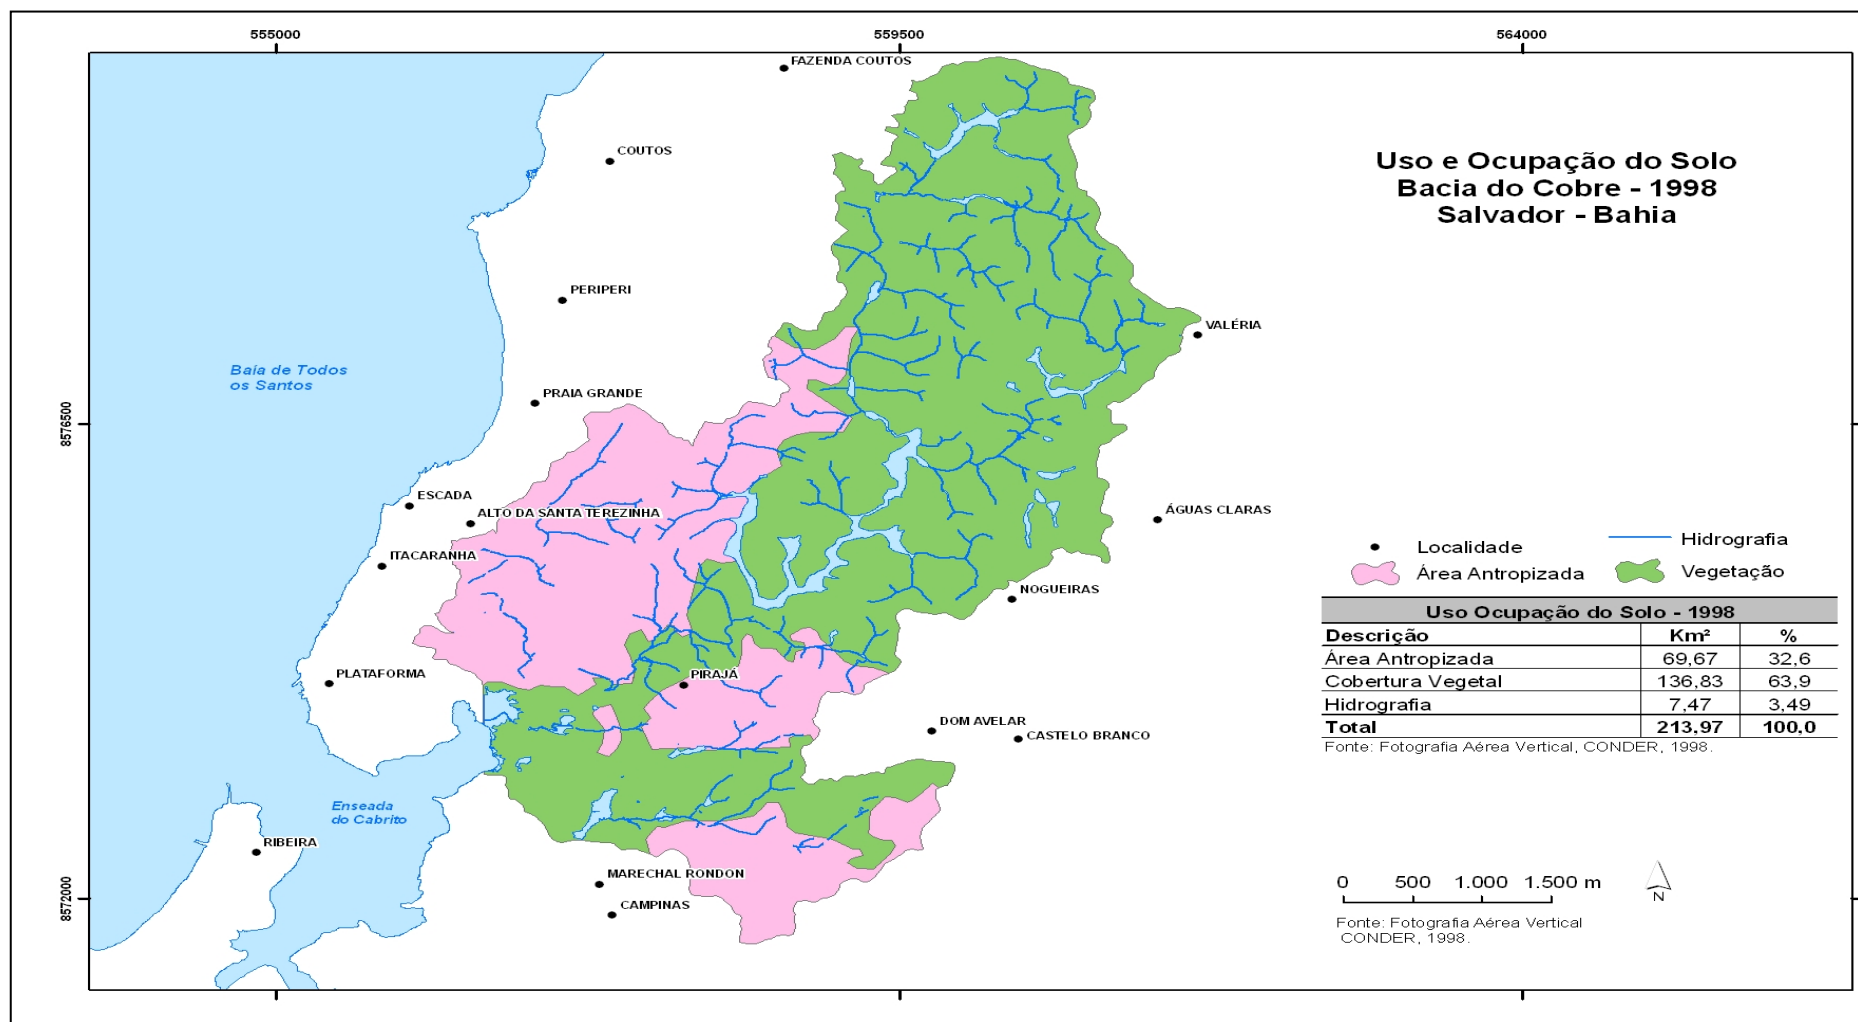 555000
559500
564000
FAZENDA COUTOS
COUTOS
Uso e Ocupação do Solo
Bacia do Cobre - 1998
Salvador - Bahia
PERIPERI
VALÉRIA
Baía de Todos
os Santos
PRAIA GRANDE
8576500
ESCADA
ALTO DA SANTA TEREZINHA
ÁGUAS CLARAS
ITACARANHA
Localidade
Hidrografia
Área Antropizada
Vegetação
NOGUEIRAS
Uso Ocupação do Solo - 1998
Descrição Km² %
Área Antropizada 69,67 32,6
Cobertura Vegetal 136,83 63,9
Hidrografia 7,47 3,49
Total 213,97 100,0
Fonte: Fotografia Aérea Vertical, CONDER, 1998.
PLATAFORMA
PIRAJÁ
DOM AVELAR
CASTELO BRANCO
Enseada
do Cabrito
RIBEIRA
MARECHAL RONDON
CAMPINAS
8572000
0 500 1.000 1.500 m
N
Fonte: Fotografia Aérea Vertical
CONDER, 1998.